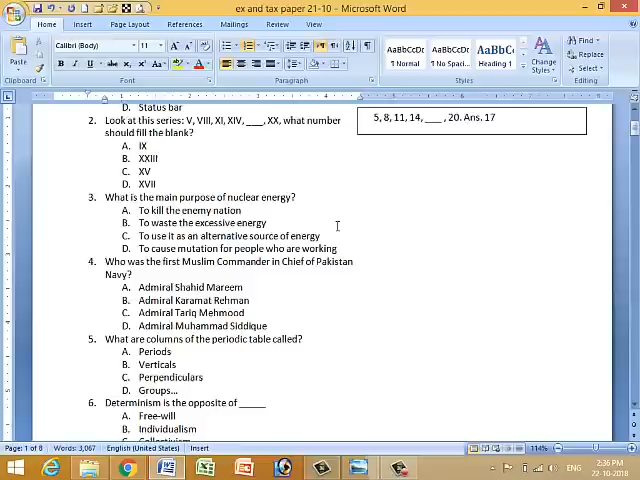 ex and tax paper 21-10 - Microsoft Word
Home Insert Page Layout References Mailings Review View
Paste
Calibri (Body) 11
AaBbCcDc AaBbCcDc AaBbCc
¶ Normal ¶ No Spaci... Heading 1
Change Styles
Find
Replace
Select
Clipboard Font Paragraph Styles Editing
D. Status bar
2. Look at this series: V, VIII, XI, XIV, ___, XX, what number
should fill the blank?
A. IX
B. XXIII
C. XV
D. XVII
5, 8, 11, 14, ___ , 20. Ans. 17
3. What is the main purpose of nuclear energy?
A. To kill the enemy nation
B. To waste the excessive energy
C. To use it as an alternative source of energy
D. To cause mutation for people who are working
4. Who was the first Muslim Commander in Chief of Pakistan
Navy?
A. Admiral Shahid Mareem
B. Admiral Karamat Rehman
C. Admiral Tariq Mehmood
D. Admiral Muhammad Siddique
5. What are columns of the periodic table called?
A. Periods
B. Verticals
C. Perpendiculars
D. Groups...
6. Determinism is the opposite of _____
A. Free-will
B. Individualism
C. Collectivism
Page: 1 of 8 Words: 3,067 English (United States) Insert 114%
ENG 2:36 PM
22-10-2018